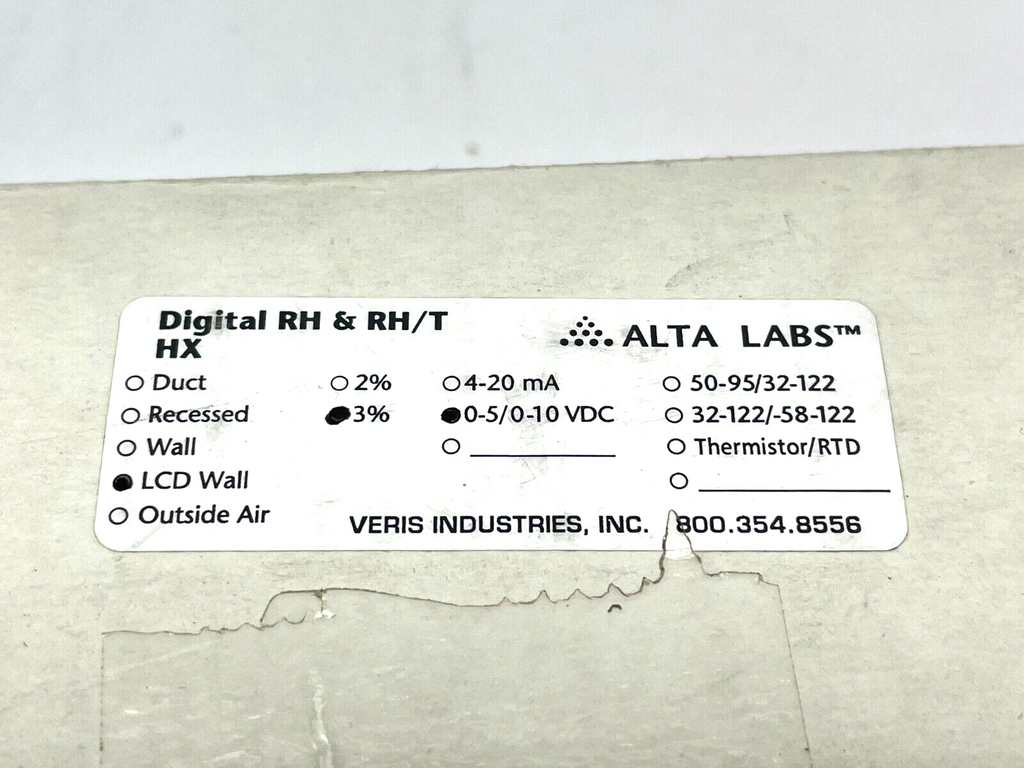 Digital RH & RH/T
HX
ALTA LABS™
Duct 2% 4-20 mA 50-95/32-122
Recessed 3% 0-5/0-10 VDC 32-122/-58-122
Wall Thermistor/RTD
LCD Wall
Outside Air
VERIS INDUSTRIES, INC. 800.354.8556